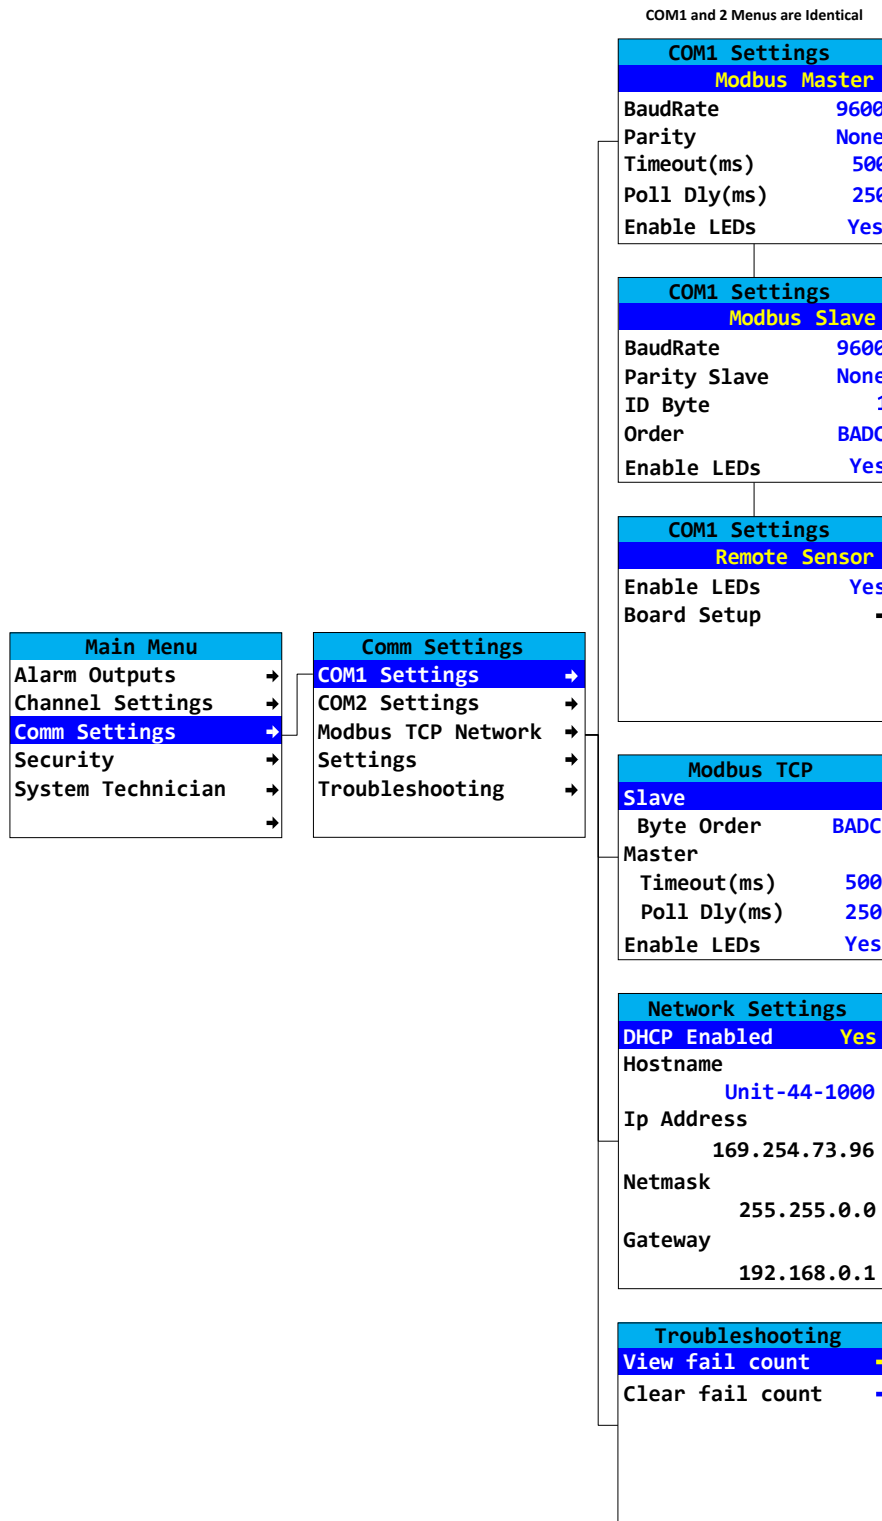 COM1 and 2 Menus are Identical
COM1 Settings
Modbus Master
BaudRate 9600
Parity None
Timeout(ms) 500
Poll Dly(ms) 250
Enable LEDs Yes
COM1 Settings
Modbus Slave
BaudRate 9600
Parity Slave None
ID Byte 1
Order BADC
Enable LEDs Yes
COM1 Settings
Remote Sensor
Enable LEDs Yes
Board Setup
Main Menu
Alarm Outputs
Channel Settings
Comm Settings
Security
System Technician
Comm Settings
COM1 Settings
COM2 Settings
Modbus TCP Network
Settings
Troubleshooting
Modbus TCP
Slave
Byte Order BADC
Master
Timeout(ms) 500
Poll Dly(ms) 250
Enable LEDs Yes
Network Settings
DHCP Enabled Yes
Hostname
Unit-44-1000
Ip Address
169.254.73.96
Netmask
255.255.0.0
Gateway
192.168.0.1
Troubleshooting
View fail count
Clear fail count